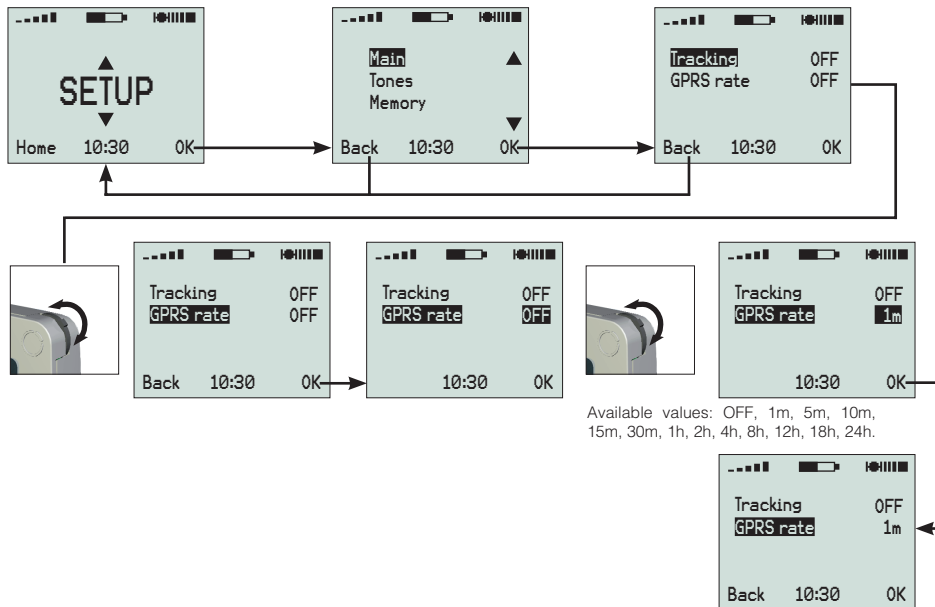 SETUP
Home 10:30 OK
Main
Tones
Memory
Back 10:30 OK
Tracking OFF
GPRS rate OFF
Back 10:30 OK
Tracking OFF
GPRS rate OFF
Back 10:30 OK
Tracking OFF
GPRS rate OFF
10:30 OK
Tracking OFF
GPRS rate 1m
10:30 OK
Available values: OFF, 1m, 5m, 10m,
15m, 30m, 1h, 2h, 4h, 8h, 12h, 18h, 24h.
Tracking OFF
GPRS rate 1m
Back 10:30 OK